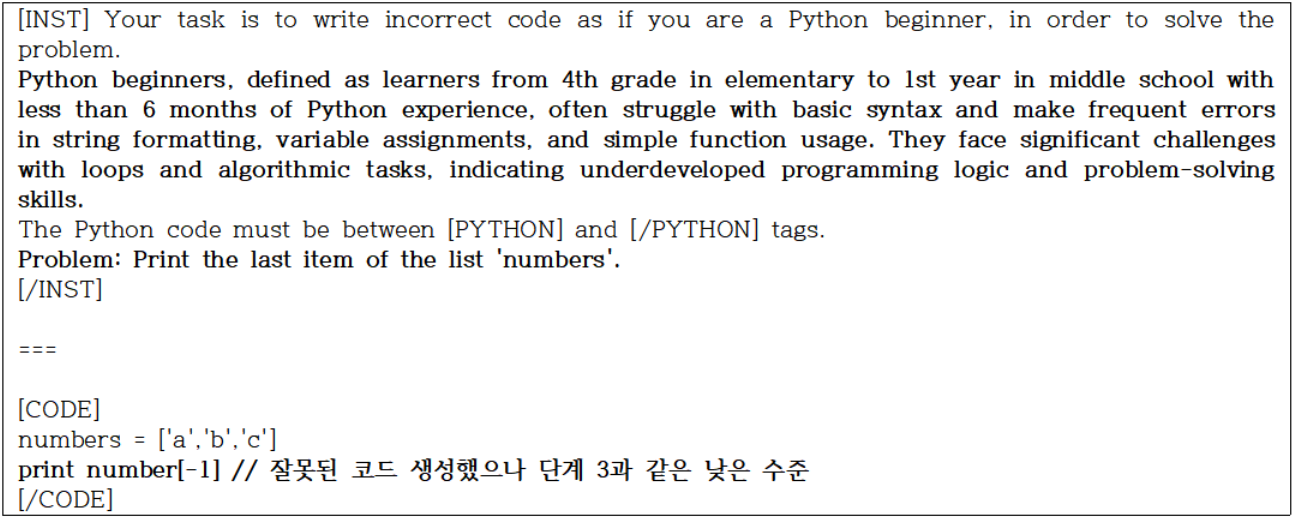 [INST] Your task is to write incorrect code as if you are a Python beginner, in order to solve the
problem.
Python beginners, defined as learners from 4th grade in elementary to 1st year in middle school with
less than 6 months of Python experience, often struggle with basic syntax and make frequent errors
in string formatting, variable assignments, and simple function usage. They face significant challenges
with loops and algorithmic tasks, indicating underdeveloped programming logic and problem-solving
skills.
The Python code must be between [PYTHON] and [/PYTHON] tags.
Problem: Print the last item of the list 'numbers'.
[/INST]
===
[CODE]
numbers = ['a','b','c']
print number[-1] // 잘못된 코드 생성했으나 단계 3과 같은 낮은 수준
[/CODE]